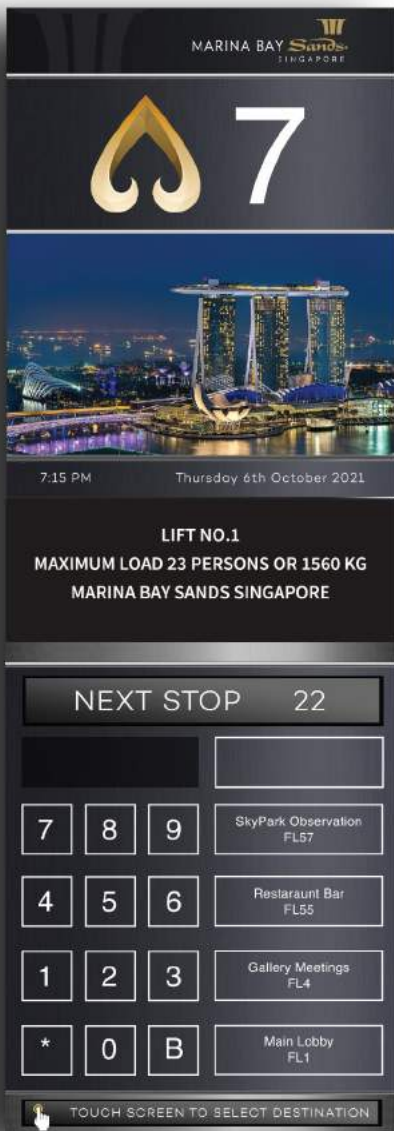 MARINA BAY Sands
SINGAPORE
7
7:15 PM Thursday 6th October 2021
LIFT NO.1
MAXIMUM LOAD 23 PERSONS OR 1560 KG
MARINA BAY SANDS SINGAPORE
NEXT STOP 22
7 8 9 SkyPark Observation
FL57
4 5 6 Restaraunt Bar
FL55
1 2 3 Gallery Meetings
FL4
* 0 B Main Lobby
FL1
TOUCH SCREEN TO SELECT DESTINATION